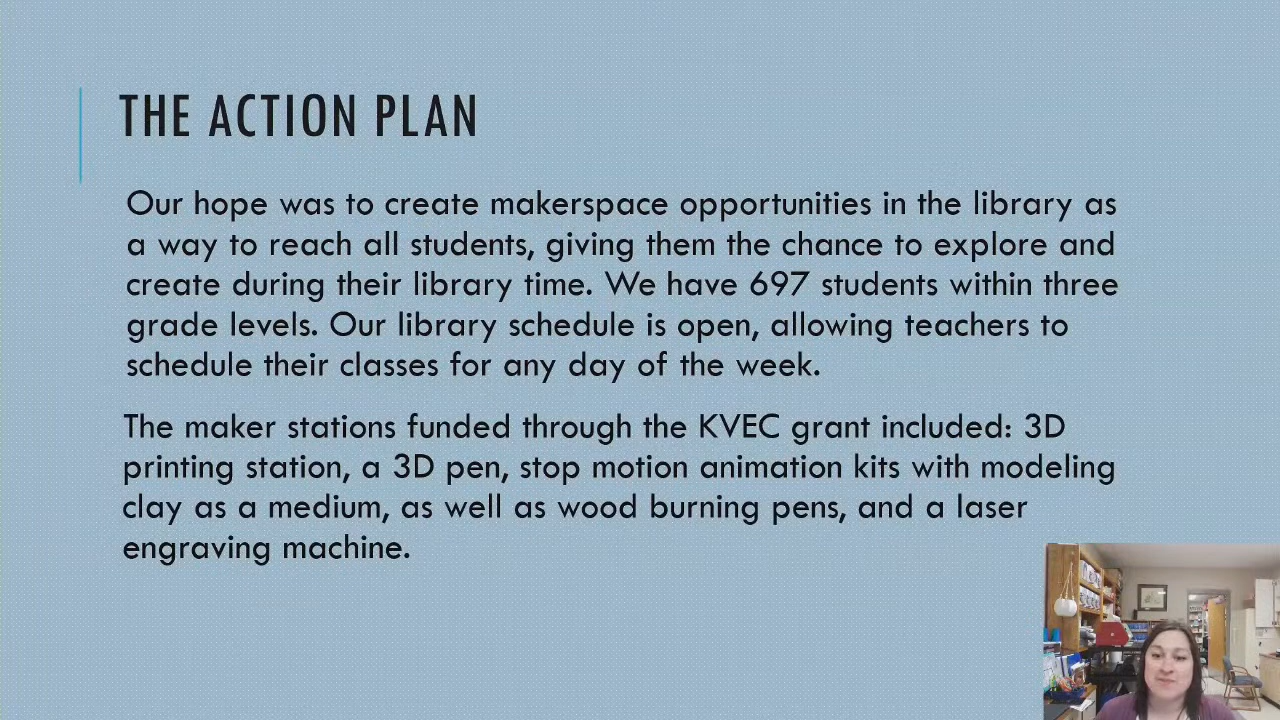 THE ACTION PLAN
Our hope was to create makerspace opportunities in the library as
a way to reach all students, giving them the chance to explore and
create during their library time. We have 697 students within three
grade levels. Our library schedule is open, allowing teachers to
schedule their classes for any day of the week.
The maker stations funded through the KVEC grant included: 3D
printing station, a 3D pen, stop motion animation kits with modeling
clay as a medium, as well as wood burning pens, and a laser
engraving machine.